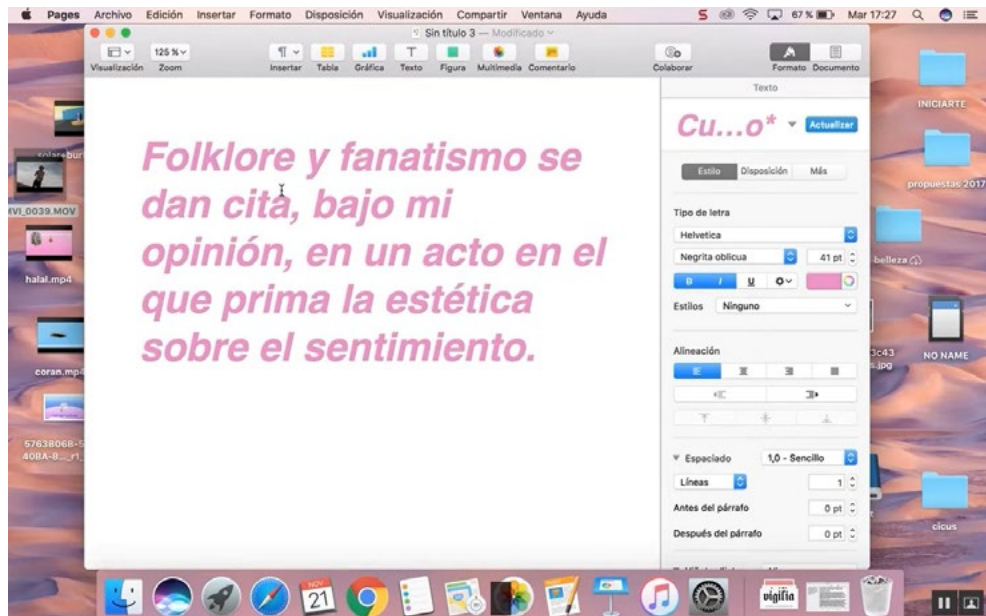 Pages Archivo Edición Insertar Formato Disposición Visualización Compartir Ventana Ayuda 67 % Mar 17:27
Sin título 3 — Modificado
125 %
Visualización Zoom Insertar Tabla Gráfica Texto Figura Multimedia Comentario Colaborar Formato Documento
Texto
Cu...o* Actualizar
Estilo Disposición Más
Tipo de letra
Helvetica
Negrita oblicua 41 pt
B I U
Estilos Ninguno
Alineación
Espaciado 1,0 - Sencillo
Líneas 1
Antes del párrafo 0 pt
Después del párrafo 0 pt
Folklore y fanatismo se
dan cita, bajo mi
opinión, en un acto en el
que prima la estética
sobre el sentimiento.
MVI_0039.MOV
halal.mp4
coran.mp4
INICIARTE
propuestas 2017
belleza
NO NAME
cicus
NOV
21
vigilia